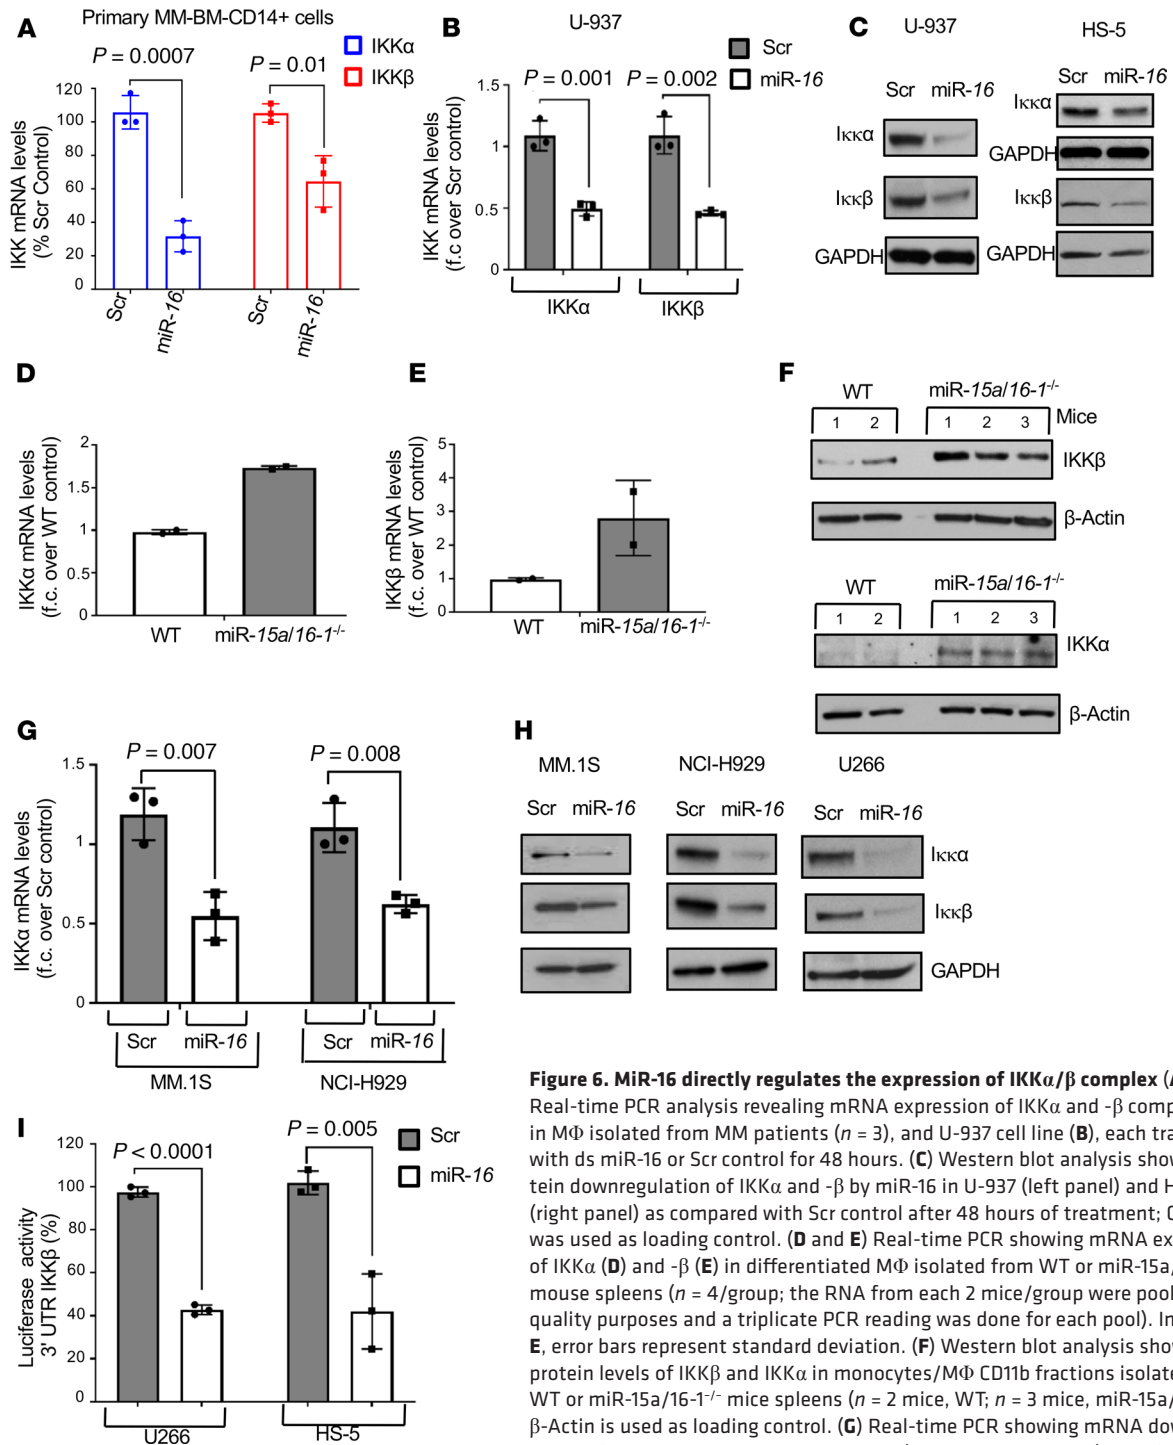 A
Primary MM-BM-CD14+ cells
IKKα
IKKβ
P = 0.0007
P = 0.01
IKK mRNA levels
(% Scr Control)
120
100
80
60
40
20
0
Scr
miR-16
Scr
miR-16
B
U-937
Scr
miR-16
P = 0.001
P = 0.002
IKK mRNA levels
(f.c over Scr control)
1.5
1
0.5
0
IKKα
IKKβ
C
U-937
HS-5
Scr miR-16
Scr miR-16
Iκκα
Iκκβ
GAPDH
Iκκα
GAPDH
Iκκβ
GAPDH
D
IKKα mRNA levels
(f.c. over WT control)
2
1.5
1
0.5
0
WT
miR-15a/16-1-/-
E
IKKβ mRNA levels
(f.c. over WT control)
5
4
3
2
1
0
WT
miR-15a/16-1-/-
F
WT
miR-15a/16-1-/-
1 2 1 2 3 Mice
IKKβ
β-Actin
WT
miR-15a/16-1-/-
1 2 1 2 3
IKKα
β-Actin
G
P = 0.007
P = 0.008
IKKα mRNA levels
(f.c. over Scr control)
1.5
1
0.5
0
Scr miR-16 Scr miR-16
MM.1S
NCI-H929
H
MM.1S NCI-H929 U266
Scr miR-16 Scr miR-16 Scr miR-16
Iκκα
Iκκβ
GAPDH
I
Scr
miR-16
P < 0.0001
P = 0.005
Luciferase activity
3' UTR IKKβ (%)
120
100
80
60
40
20
0
U266
HS-5
Figure 6. MiR-16 directly regulates the expression of IKKα/β complex (A
Real-time PCR analysis revealing mRNA expression of IKKα and -β comp
in MΦ isolated from MM patients (n = 3), and U-937 cell line (B), each tra
with ds miR-16 or Scr control for 48 hours. (C) Western blot analysis show
tein downregulation of IKKα and -β by miR-16 in U-937 (left panel) and H
(right panel) as compared with Scr control after 48 hours of treatment; G
was used as loading control. (D and E) Real-time PCR showing mRNA ex
of IKKα (D) and -β (E) in differentiated MΦ isolated from WT or miR-15a/
mouse spleens (n = 4/group; the RNA from each 2 mice/group were pool
quality purposes and a triplicate PCR reading was done for each pool). In
E, error bars represent standard deviation. (F) Western blot analysis show
protein levels of IKKβ and IKKα in monocytes/MΦ CD11b fractions isolate
WT or miR-15a/16-1−/− mice spleens (n = 2 mice, WT; n = 3 mice, miR-15a/
β-Actin is used as loading control. (G) Real-time PCR showing mRNA dow